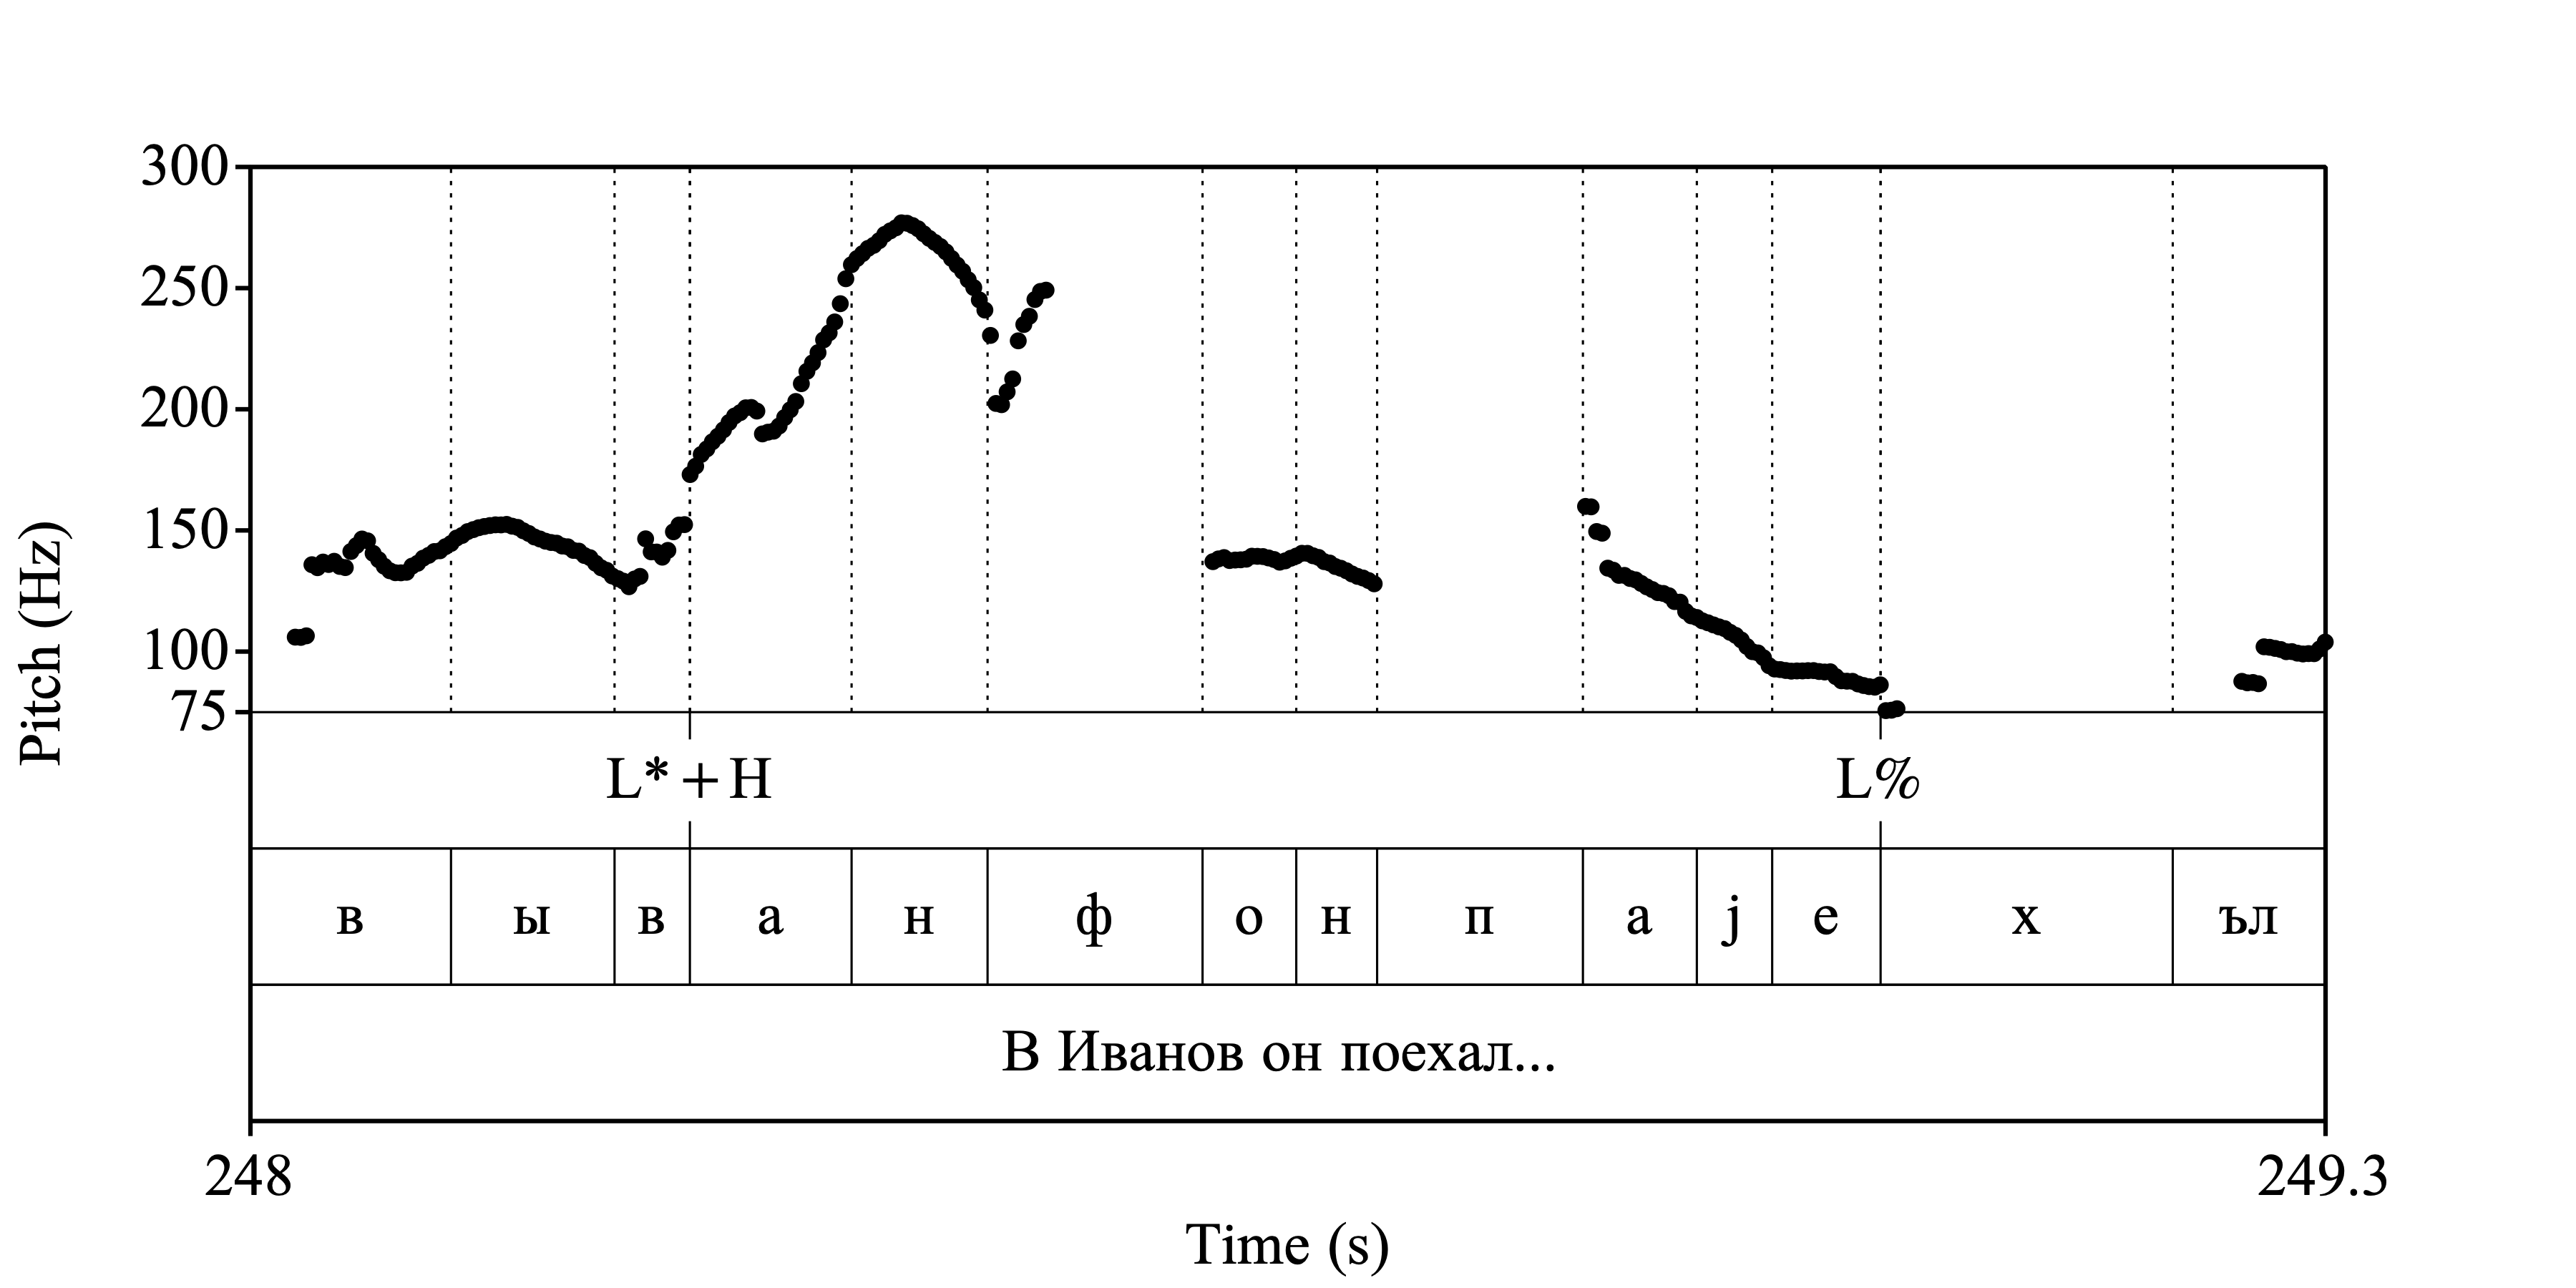 300
250
200
150
100
75
Pitch (Hz)
L*+H L%
в ы в а н ф о н п а j е х ъл
В Иванов он поехал...
248 249.3
Time (s)